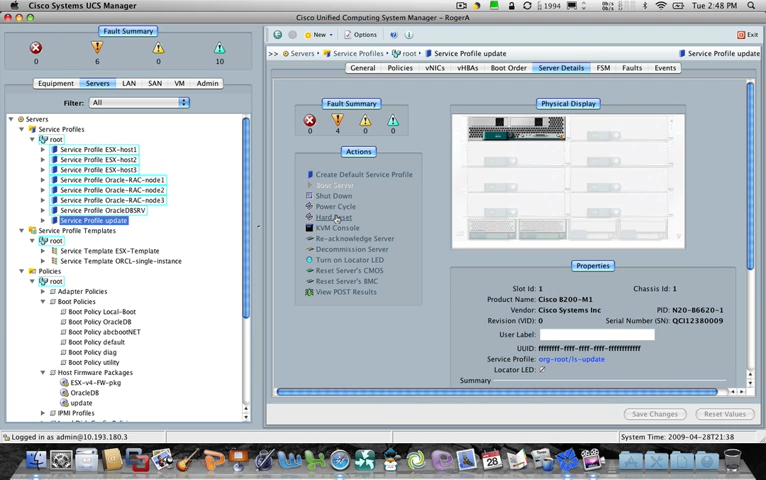 Cisco Systems UCS Manager
1994
Tue 2:48 PM
Cisco Unified Computing System Manager - RogerA
Fault Summary
0 6 0 10
Equipment Servers LAN SAN VM Admin
Filter: All
Servers
Service Profiles
root
Service Profile ESX-host1
Service Profile ESX-host2
Service Profile ESX-host3
Service Profile Oracle-RAC-node1
Service Profile Oracle-RAC-node2
Service Profile Oracle-RAC-node3
Service Profile OracleDBSRV
Service Profile update
Service Profile Templates
root
Service Template ESX-Template
Service Template ORCL-single-instance
Policies
root
Adapter Policies
Boot Policies
Boot Policy Local-Boot
Boot Policy OracleDB
Boot Policy abcbootNET
Boot Policy default
Boot Policy diag
Boot Policy utility
Host Firmware Packages
ESX-v4-FW-pkg
OracleDB
update
IPMI Profiles
New Options Exit
>> Servers Service Profiles root Service Profile update Service Profile update
General Policies vNICs vHBAs Boot Order Server Details FSM Faults Events
Fault Summary
0 4 0 0
Actions
Create Default Service Profile
Boot Server
Shut Down
Power Cycle
Hard Reset
KVM Console
Re-acknowledge Server
Decommission Server
Turn on Locator LED
Reset Server's CMOS
Reset Server's BMC
View POST Results
Physical Display
Properties
Slot Id: 1 Chassis Id: 1
Product Name: Cisco B200-M1
Vendor: Cisco Systems Inc PID: N20-B6620-1
Revision (VID): 0 Serial Number (SN): QCI12380009
User Label:
UUID: ffffffff-ffff-ffff-ffff-ffffffffffff
Service Profile: org-root/ls-update
Locator LED:
Summary
Save Changes Reset Values
Logged in as admin@10.193.180.3 System Time: 2009-04-28T21:38
28